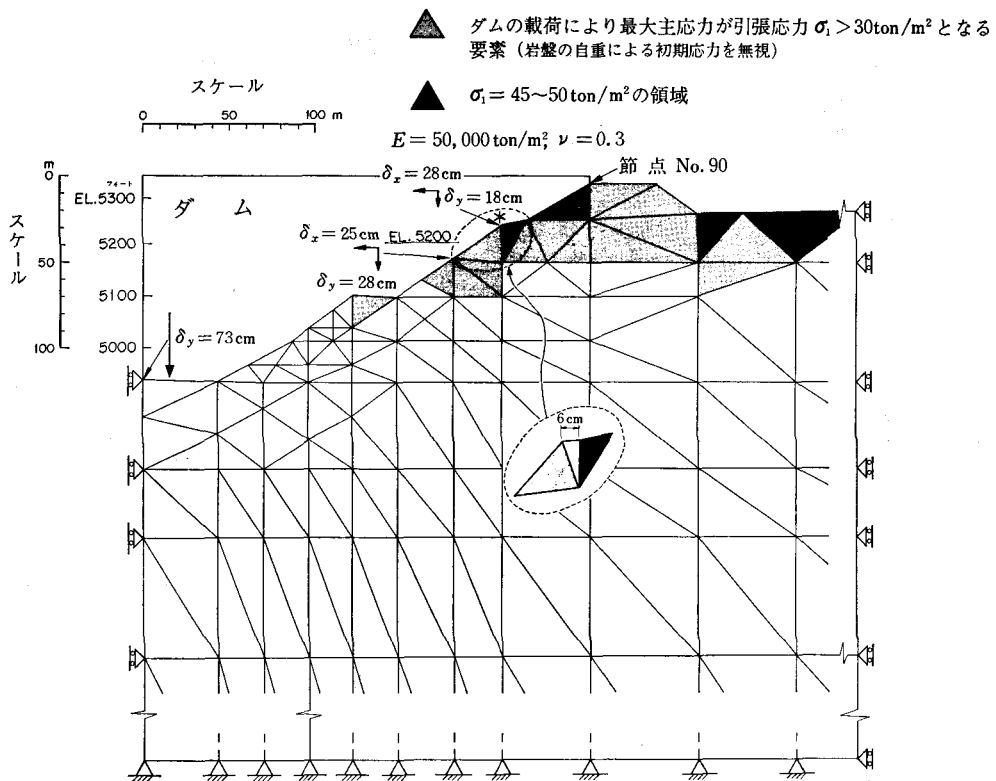 ダムの載荷により最大主応力が引張応力 σ₁>30ton/m²となる
要素(岩盤の自重による初期応力を無視)
スケール
σ₁=45~50ton/m²の領域
0 50 100 m
E=50,000ton/m²; ν=0.3
節点 No.90
m
0
δx=28cm
フィート
EL.5300
ダム
δy=18cm
スケール
δx=25cm
EL.5200
5200
50
δy=28cm
5100
δy=73cm
5000
100
6cm